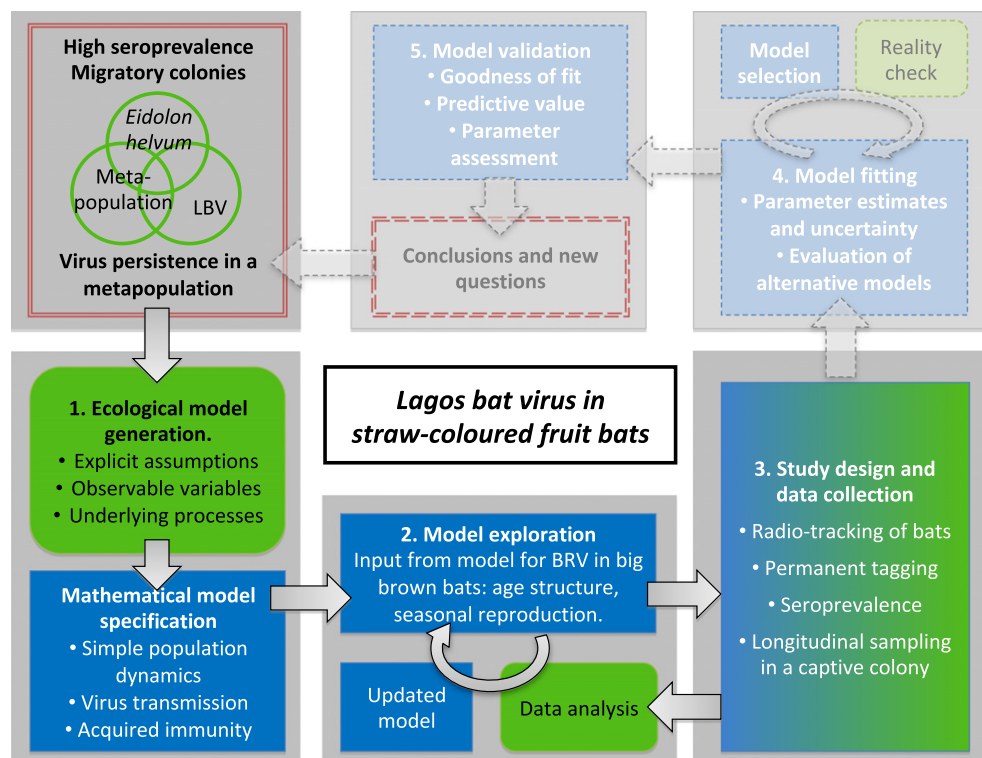 High seroprevalence
Migratory colonies
Eidolon
helvum
Meta-
population
LBV
Virus persistence in a
metapopulation
1. Ecological model
generation.
• Explicit assumptions
• Observable variables
• Underlying processes
Mathematical model
specification
• Simple population
dynamics
• Virus transmission
• Acquired immunity
Lagos bat virus in
straw-coloured fruit bats
2. Model exploration
Input from model for BRV in big
brown bats: age structure,
seasonal reproduction.
Updated
model
Data analysis
3. Study design and
data collection
• Radio-tracking of bats
• Permanent tagging
• Seroprevalence
• Longitudinal sampling
in a captive colony
4. Model fitting
• Parameter estimates
and uncertainty
• Evaluation of
alternative models
Model
selection
Reality
check
5. Model validation
• Goodness of fit
• Predictive value
• Parameter
assessment
Conclusions and new
questions